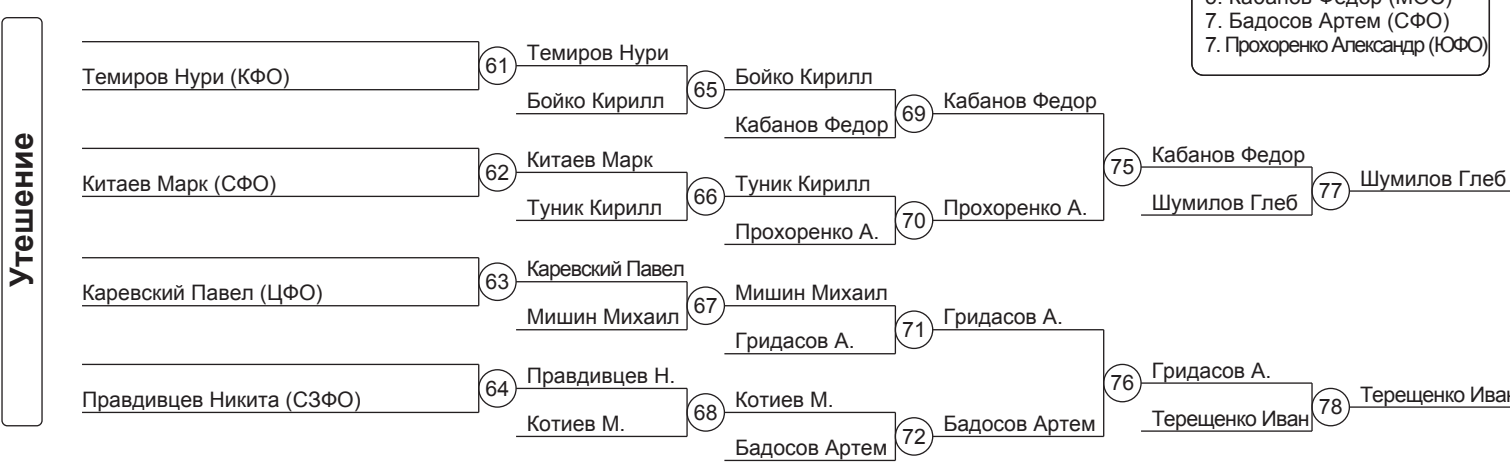 7. Бадосов Артем (СФО)
7. Прохоренко Александр (ЮФО)
Утешение
Темиров Нури (КФО)
61
Темиров Нури
Бойко Кирилл
65
Бойко Кирилл
Кабанов Федор
69
Кабанов Федор
Китаев Марк (СФО)
62
Китаев Марк
Туник Кирилл
66
Туник Кирилл
Прохоренко А.
70
Прохоренко А.
75
Кабанов Федор
Шумилов Глеб
77
Шумилов Глеб
Каревский Павел (ЦФО)
63
Каревский Павел
Мишин Михаил
67
Мишин Михаил
Гридасов А.
71
Гридасов А.
Правдивцев Никита (СЗФО)
64
Правдивцев Н.
Котиев М.
68
Котиев М.
Бадосов Артем
72
Бадосов Артем
76
Гридасов А.
Терещенко Иван
78
Терещенко Иван